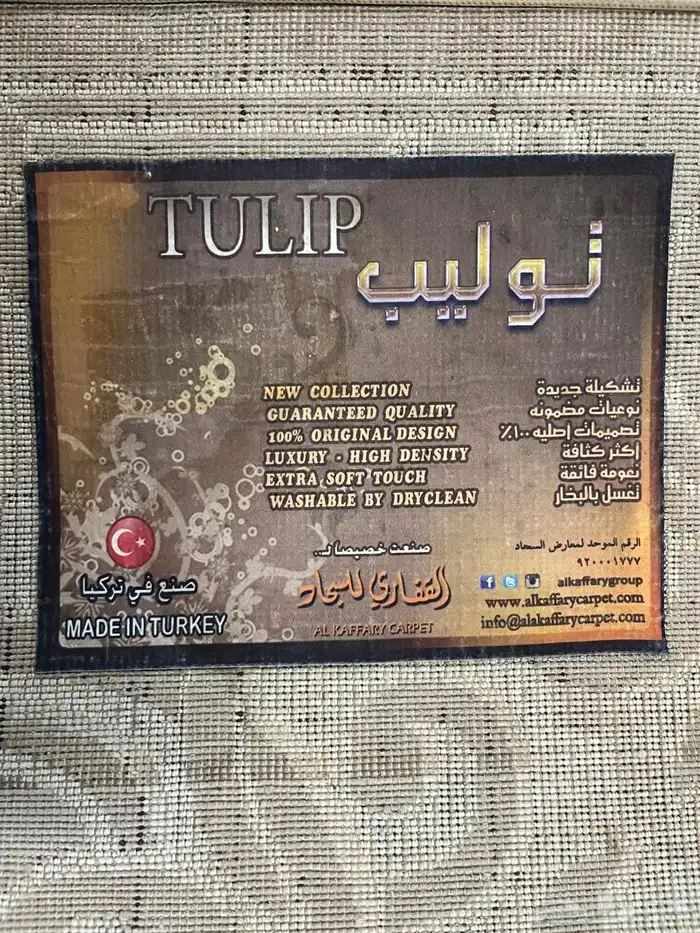 TULIP
توليب
NEW COLLECTION
GUARANTEED QUALITY
100% ORIGINAL DESIGN
LUXURY - HIGH DENSITY
EXTRA SOFT TOUCH
WASHABLE BY DRYCLEAN
تشكيلة جديدة
نوعيات مضمونه
تصميمات إصليه ١٠٠٪
إكثر كثافة
نعومة فائقة
تغسل بالبخار
صنع في تركيا
MADE IN TURKEY
صنعت خصيصا لـ..
القفاري للسجاد
AL KAFFARY CARPET
الرقم الموحد لمعارض السجاد
٩٢٠٠٠١٧٧٧
alkaffarygroup
www.alkaffarycarpet.com
info@alakaffarycarpet.com